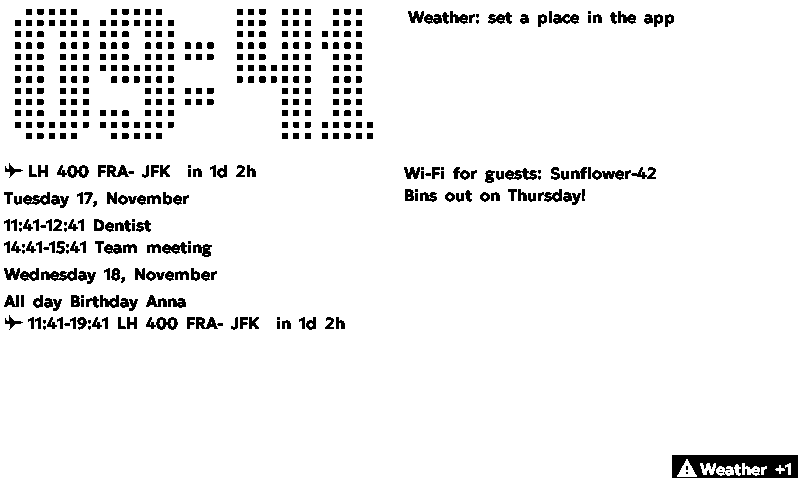 09:41
Weather: set a place in the app
LH 400 FRA- JFK in 1d 2h
Tuesday 17, November
11:41-12:41 Dentist
14:41-15:41 Team meeting
Wednesday 18, November
All day Birthday Anna
11:41-19:41 LH 400 FRA- JFK in 1d 2h
Wi-Fi for guests: Sunflower-42
Bins out on Thursday!
Weather +1